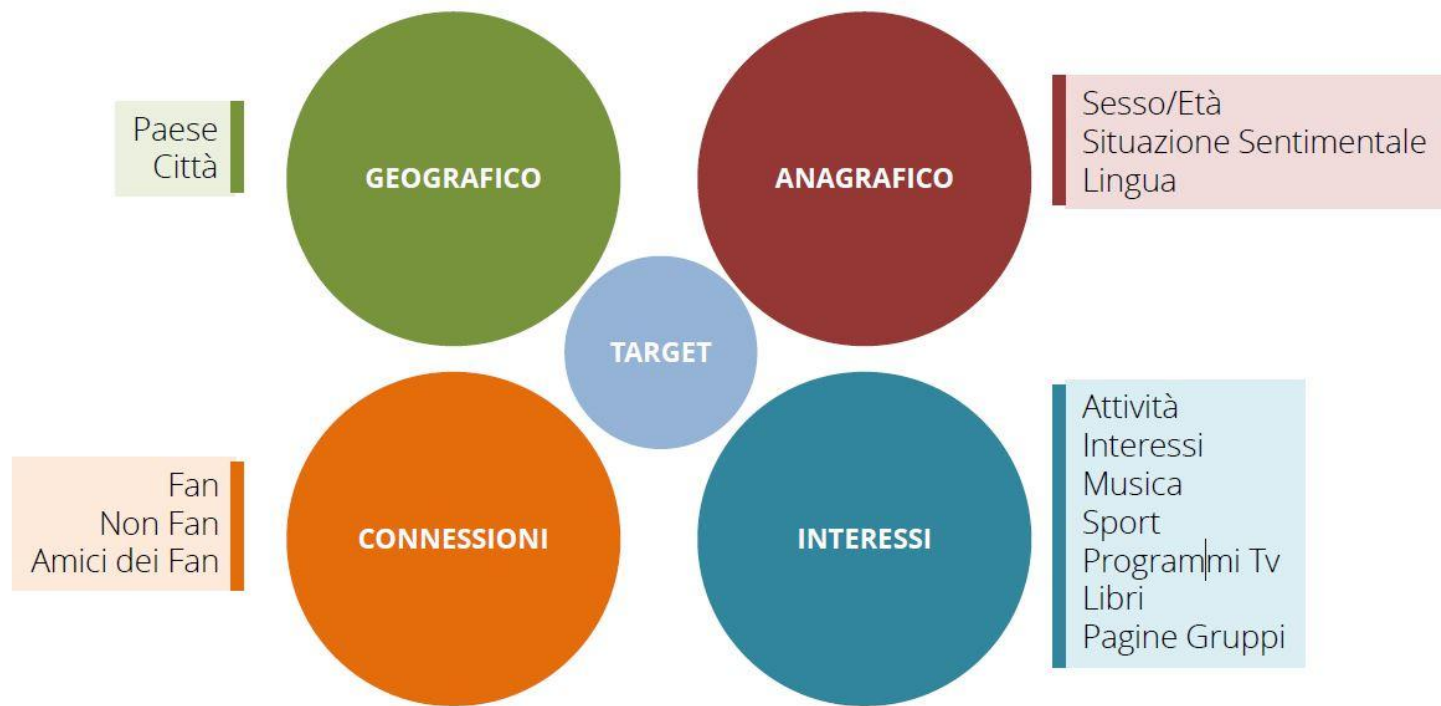 Paese
Città
GEOGRAFICO
ANAGRAFICO
Sesso/Età
Situazione Sentimentale
Lingua
TARGET
Fan
Non Fan
Amici dei Fan
CONNESSIONI
INTERESSI
Attività
Interessi
Musica
Sport
Programmi Tv
Libri
Pagine Gruppi